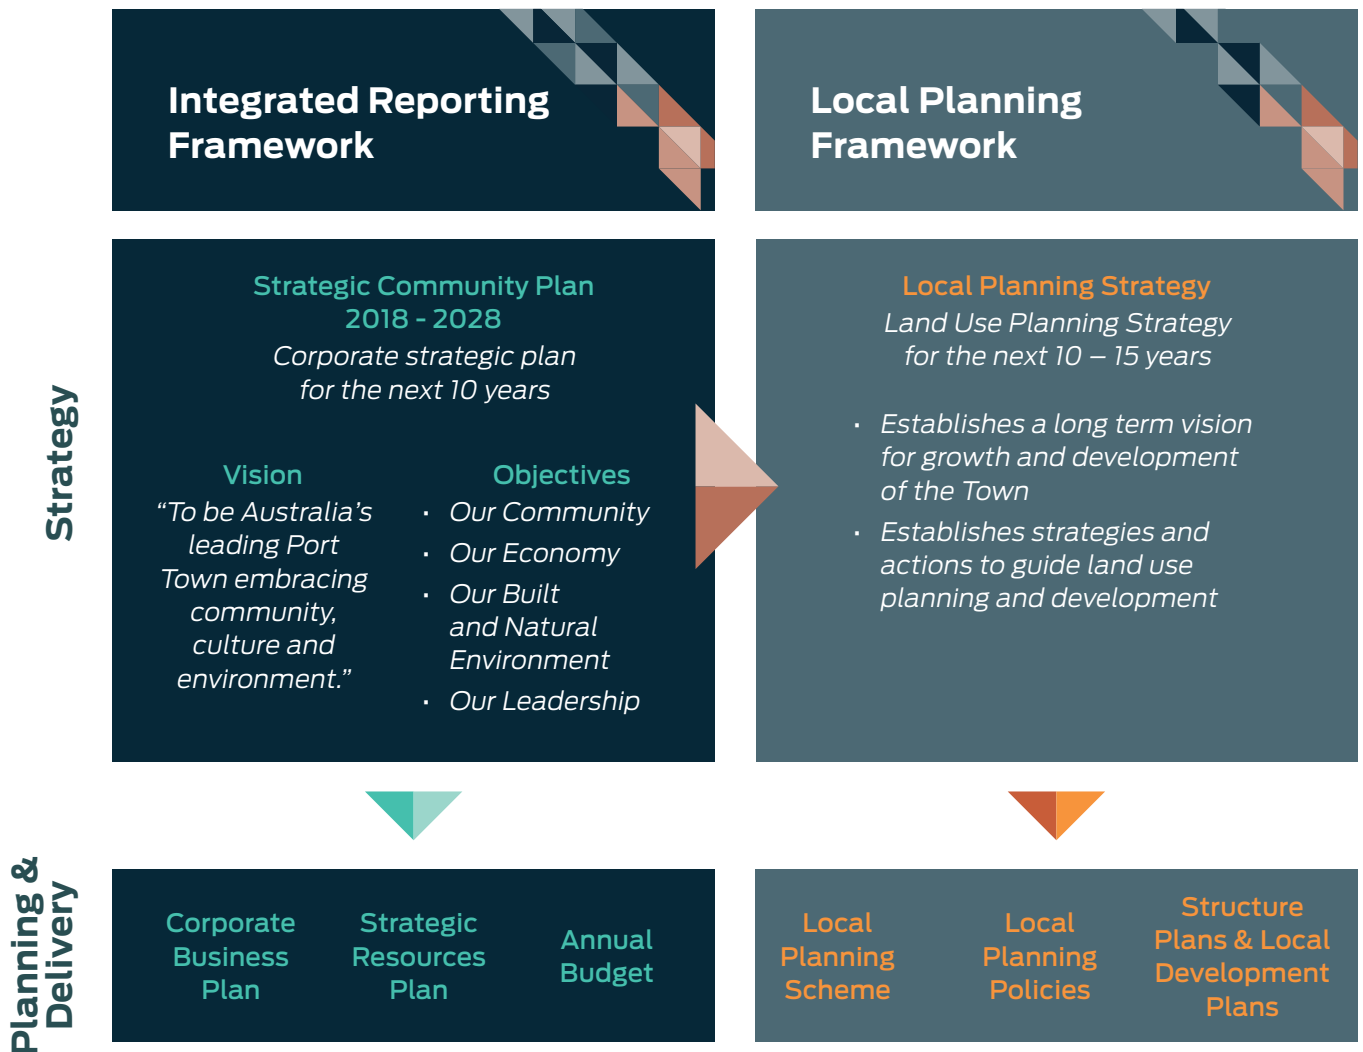 Integrated Reporting
Framework
Local Planning
Framework
Strategy
Strategic Community Plan
2018 - 2028
Corporate strategic plan
for the next 10 years
Vision
“To be Australia’s
leading Port
Town embracing
community,
culture and
environment.”
Objectives
· Our Community
· Our Economy
· Our Built
and Natural
Environment
· Our Leadership
Local Planning Strategy
Land Use Planning Strategy
for the next 10 – 15 years
· Establishes a long term vision
for growth and development
of the Town
· Establishes strategies and
actions to guide land use
planning and development
Planning &
Delivery
Corporate
Business
Plan
Strategic
Resources
Plan
Annual
Budget
Local
Planning
Scheme
Local
Planning
Policies
Structure
Plans & Local
Development
Plans